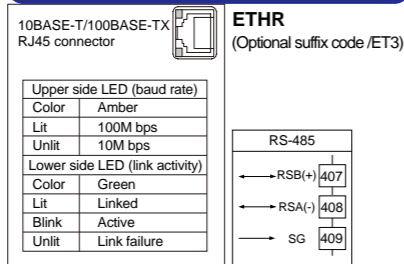 10BASE-T/100BASE-TX
RJ45 connector
ETHR
(Optional suffix code /ET3)
Upper side LED (baud rate)
Color Amber
Lit 100M bps
Unlit 10M bps
Lower side LED (link activity)
Color Green
Lit Linked
Blink Active
Unlit Link failure
RS-485
RSB(+) 407
RSA(-) 408
SG 409